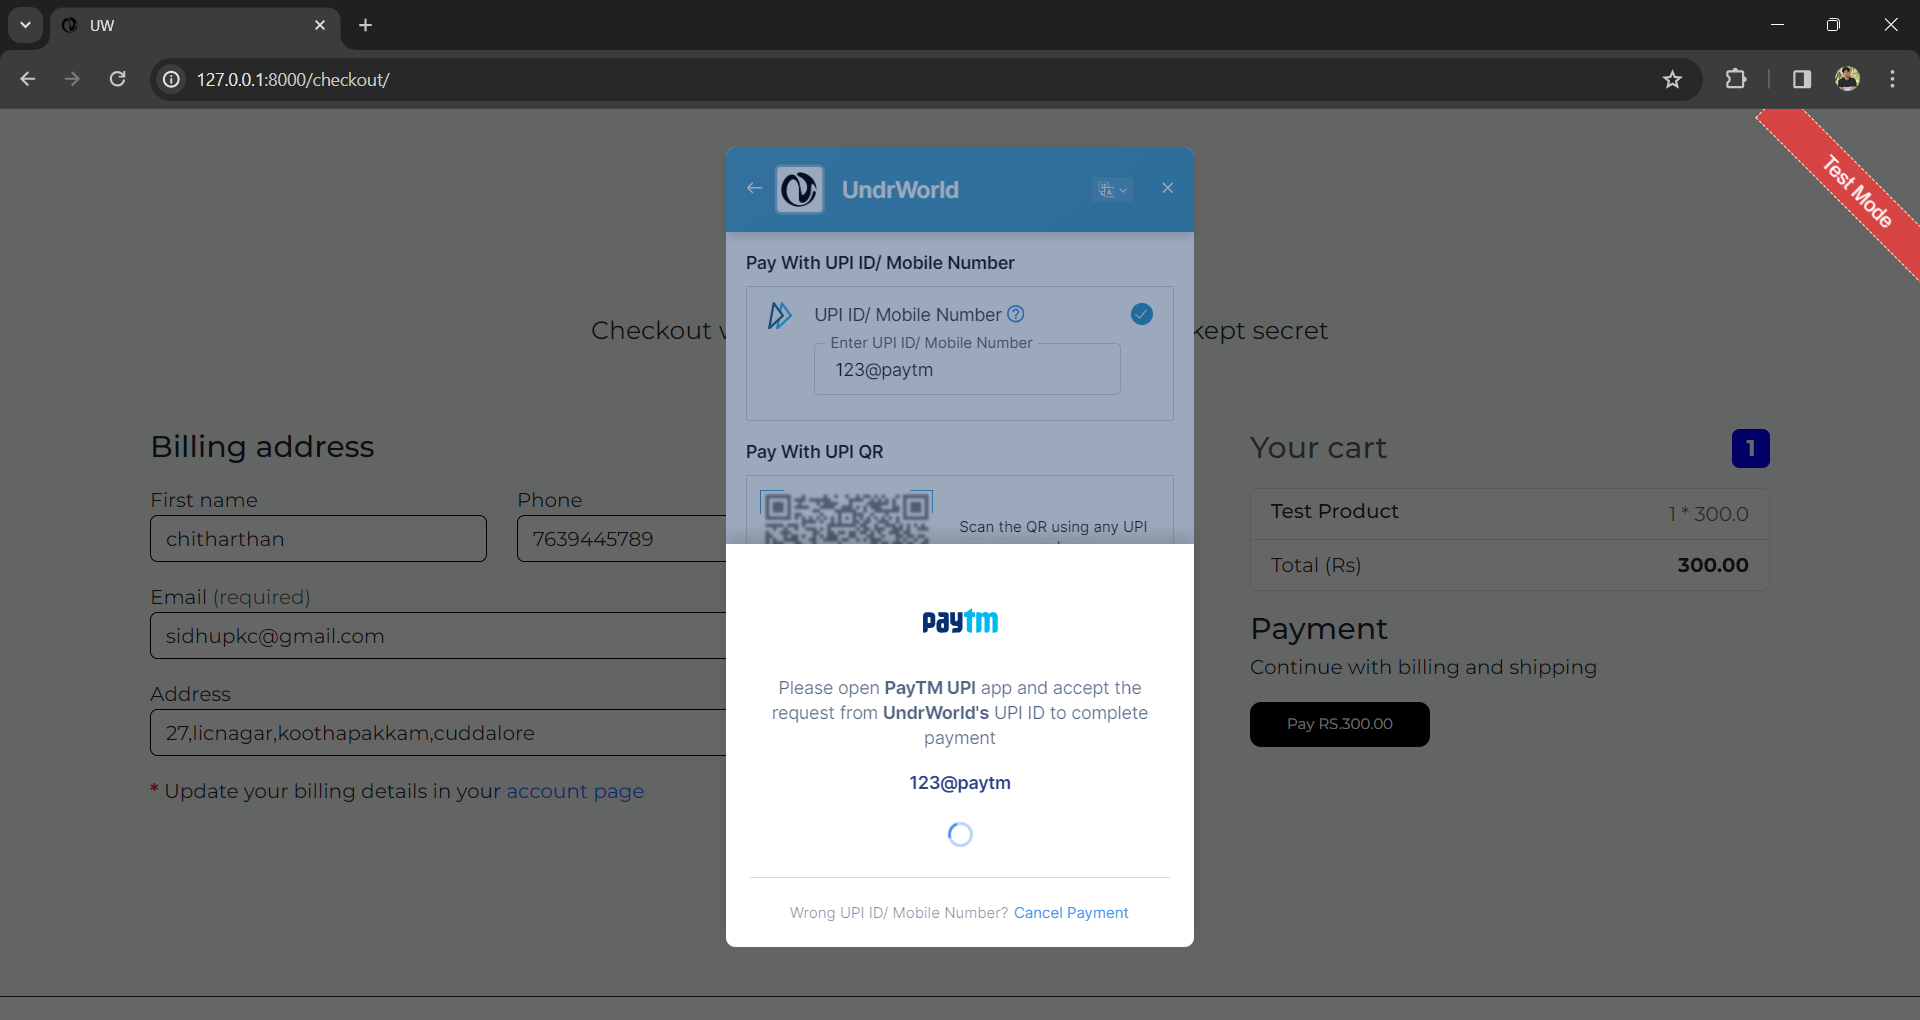 UW
127.0.0.1:8000/checkout/
Test Mode
UndrWorld
Pay With UPI ID/ Mobile Number
UPI ID/ Mobile Number
Enter UPI ID/ Mobile Number
123@paytm
Pay With UPI QR
Scan the QR using any UPI
paytm
Please open PayTM UPI app and accept the
request from UndrWorld's UPI ID to complete
payment
123@paytm
Wrong UPI ID/ Mobile Number? Cancel Payment
Checkout
kept secret
Billing address
First name
Phone
chitharthan
7639445789
Email (required)
sidhupkc@gmail.com
Address
27,licnagar,koothapakkam,cuddalore
* Update your billing details in your account page
Your cart
1
Test Product
1 * 300.0
Total (Rs)
300.00
Payment
Continue with billing and shipping
Pay RS.300.00